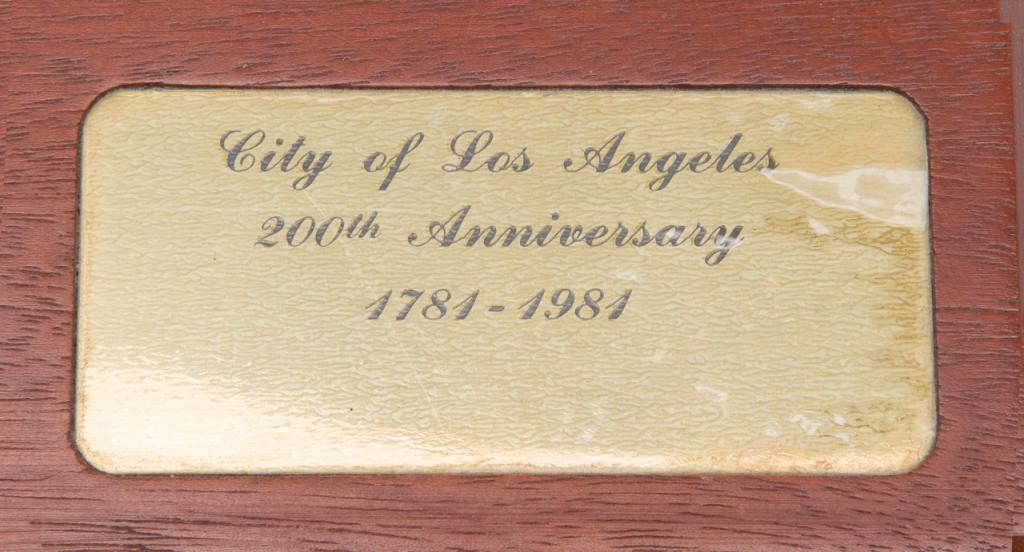 City of Los Angeles
200th Anniversary
1781-1981